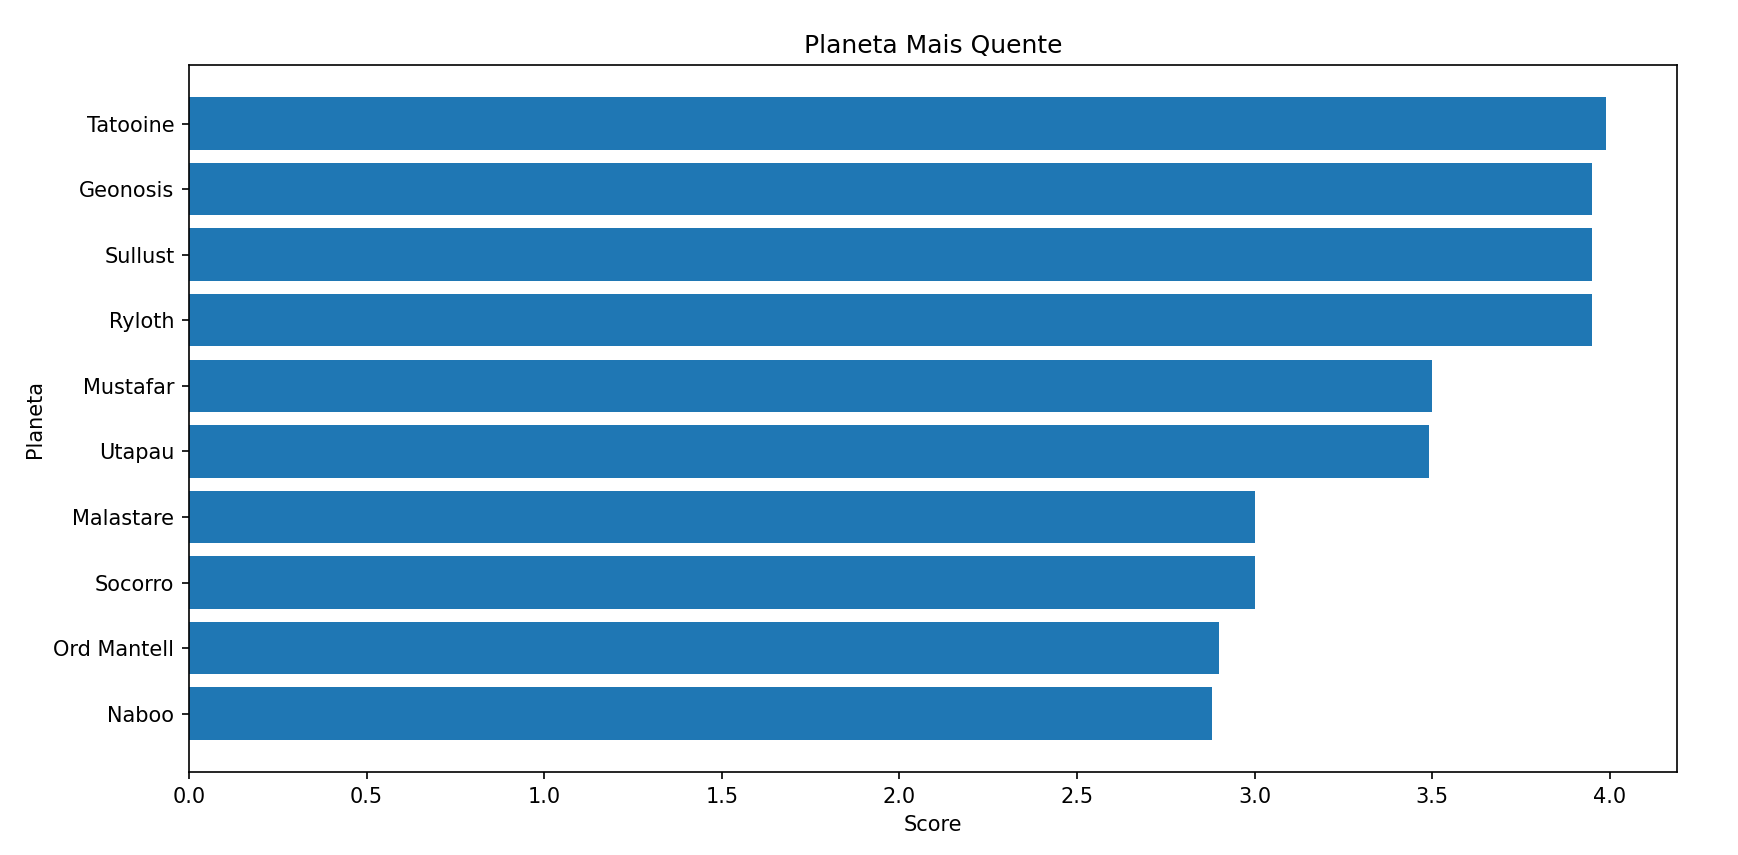 Planeta Mais Quente
Planeta
Tatooine
Geonosis
Sullust
Ryloth
Mustafar
Utapau
Malastare
Socorro
Ord Mantell
Naboo
0.0 0.5 1.0 1.5 2.0 2.5 3.0 3.5 4.0
Score